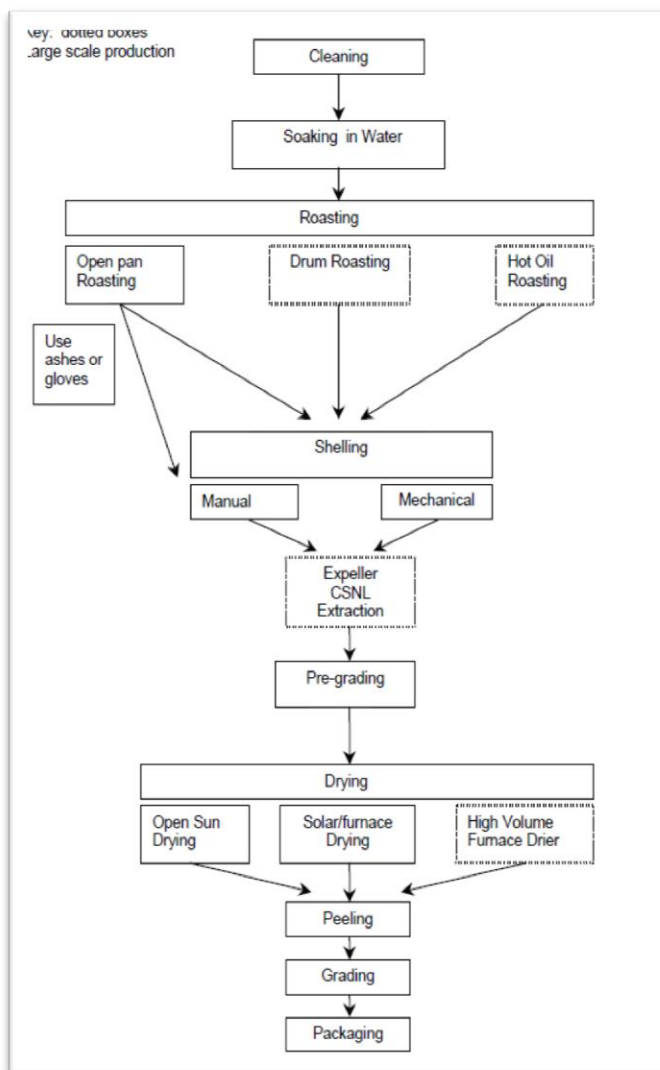 Key: dotted boxes
Large scale production
Cleaning
Soaking in Water
Roasting
Open pan
Roasting
Drum Roasting
Hot Oil
Roasting
Use
ashes or
gloves
Shelling
Manual
Mechanical
Expeller
CSNL
Extraction
Pre-grading
Drying
Open Sun
Drying
Solar/furnace
Drying
High Volume
Furnace Drier
Peeling
Grading
Packaging